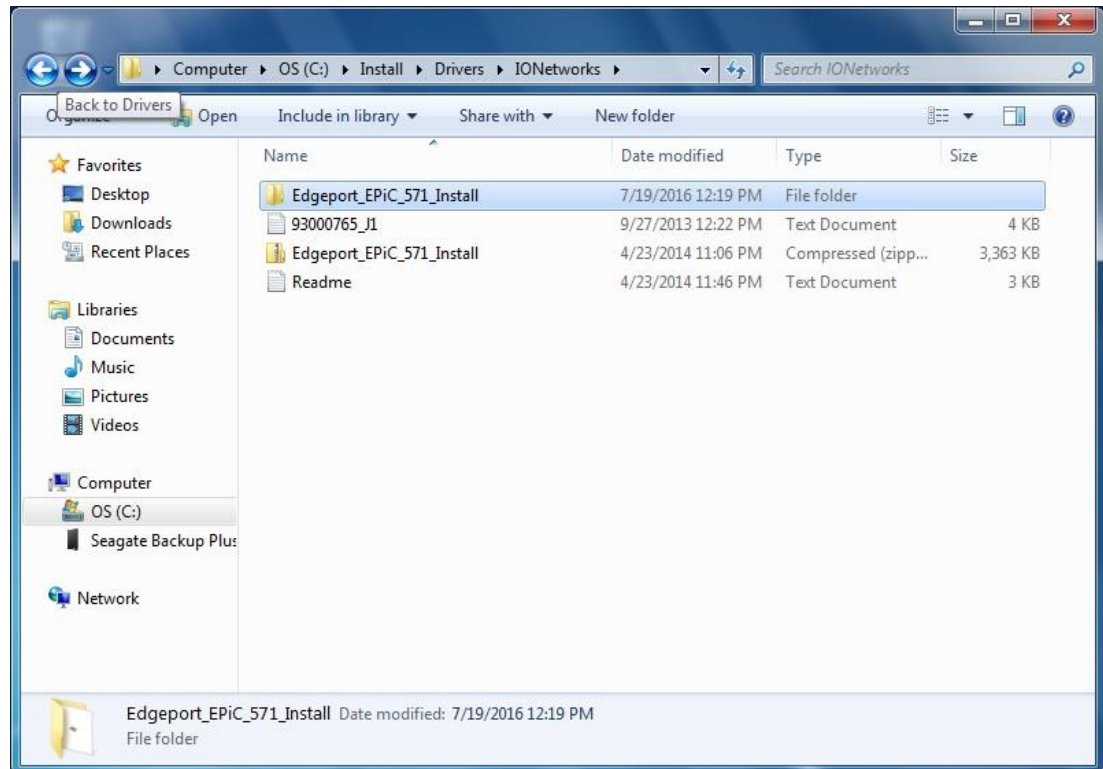 Computer ▸ OS (C:) ▸ Install ▸ Drivers ▸ IONetworks ▸ Search IONetworks
Back to Drivers Open Include in library Share with New folder
Name Date modified Type Size
Favorites
Desktop
Downloads
Recent Places
Libraries
Documents
Music
Pictures
Videos
Computer
OS (C:)
Seagate Backup Plus
Network
Edgeport_EPiC_571_Install 7/19/2016 12:19 PM File folder
93000765_J1 9/27/2013 12:22 PM Text Document 4 KB
Edgeport_EPiC_571_Install 4/23/2014 11:06 PM Compressed (zipp... 3,363 KB
Readme 4/23/2014 11:46 PM Text Document 3 KB
Edgeport_EPiC_571_Install Date modified: 7/19/2016 12:19 PM
File folder